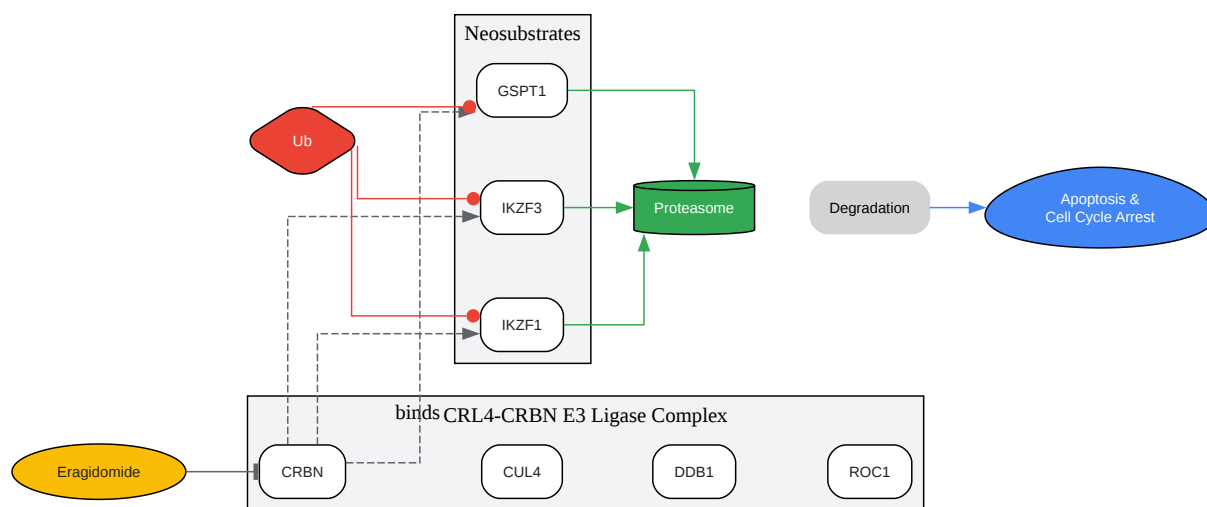 Neosubstrates
GSPT1
Ub
IKZF3
Proteasome
Degradation
Apoptosis &
Cell Cycle Arrest
IKZF1
binds
CRL4-CRBN E3 Ligase Complex
Eragidomide
CRBN
CUL4
DDB1
ROC1